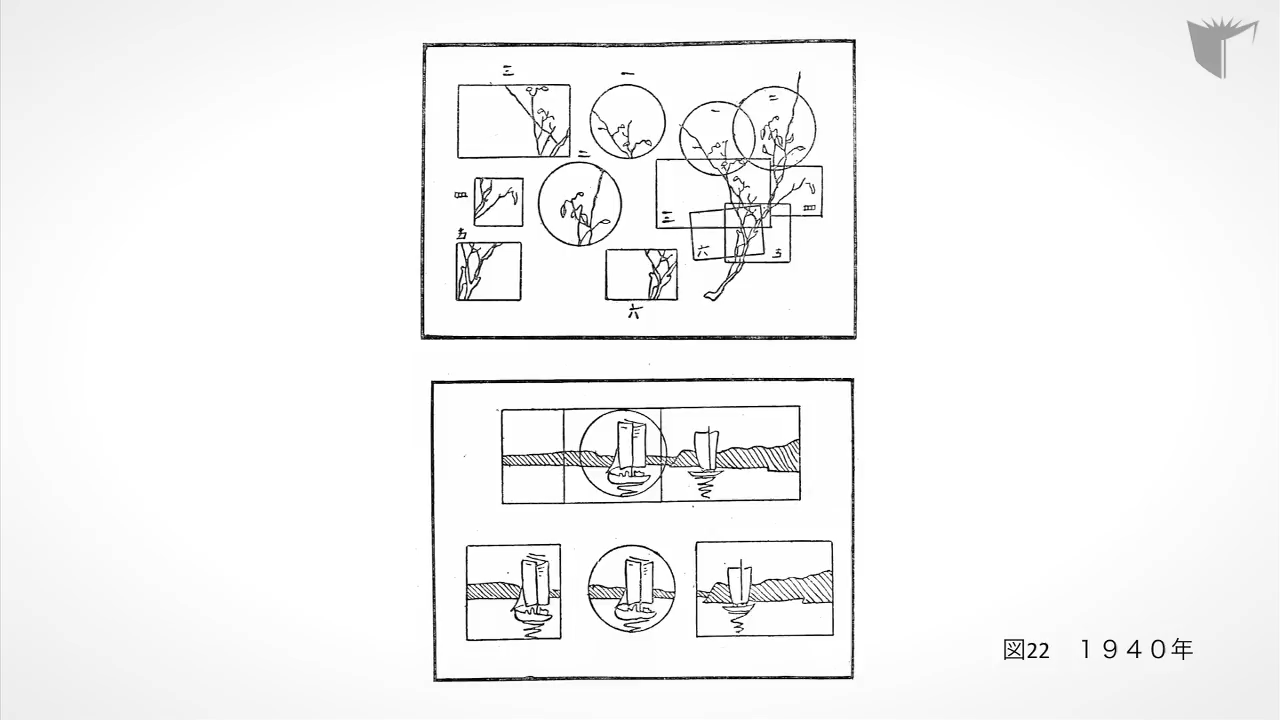 三
一
二
一
二
四
三
四
五
六
五
六
図22　１９４０年